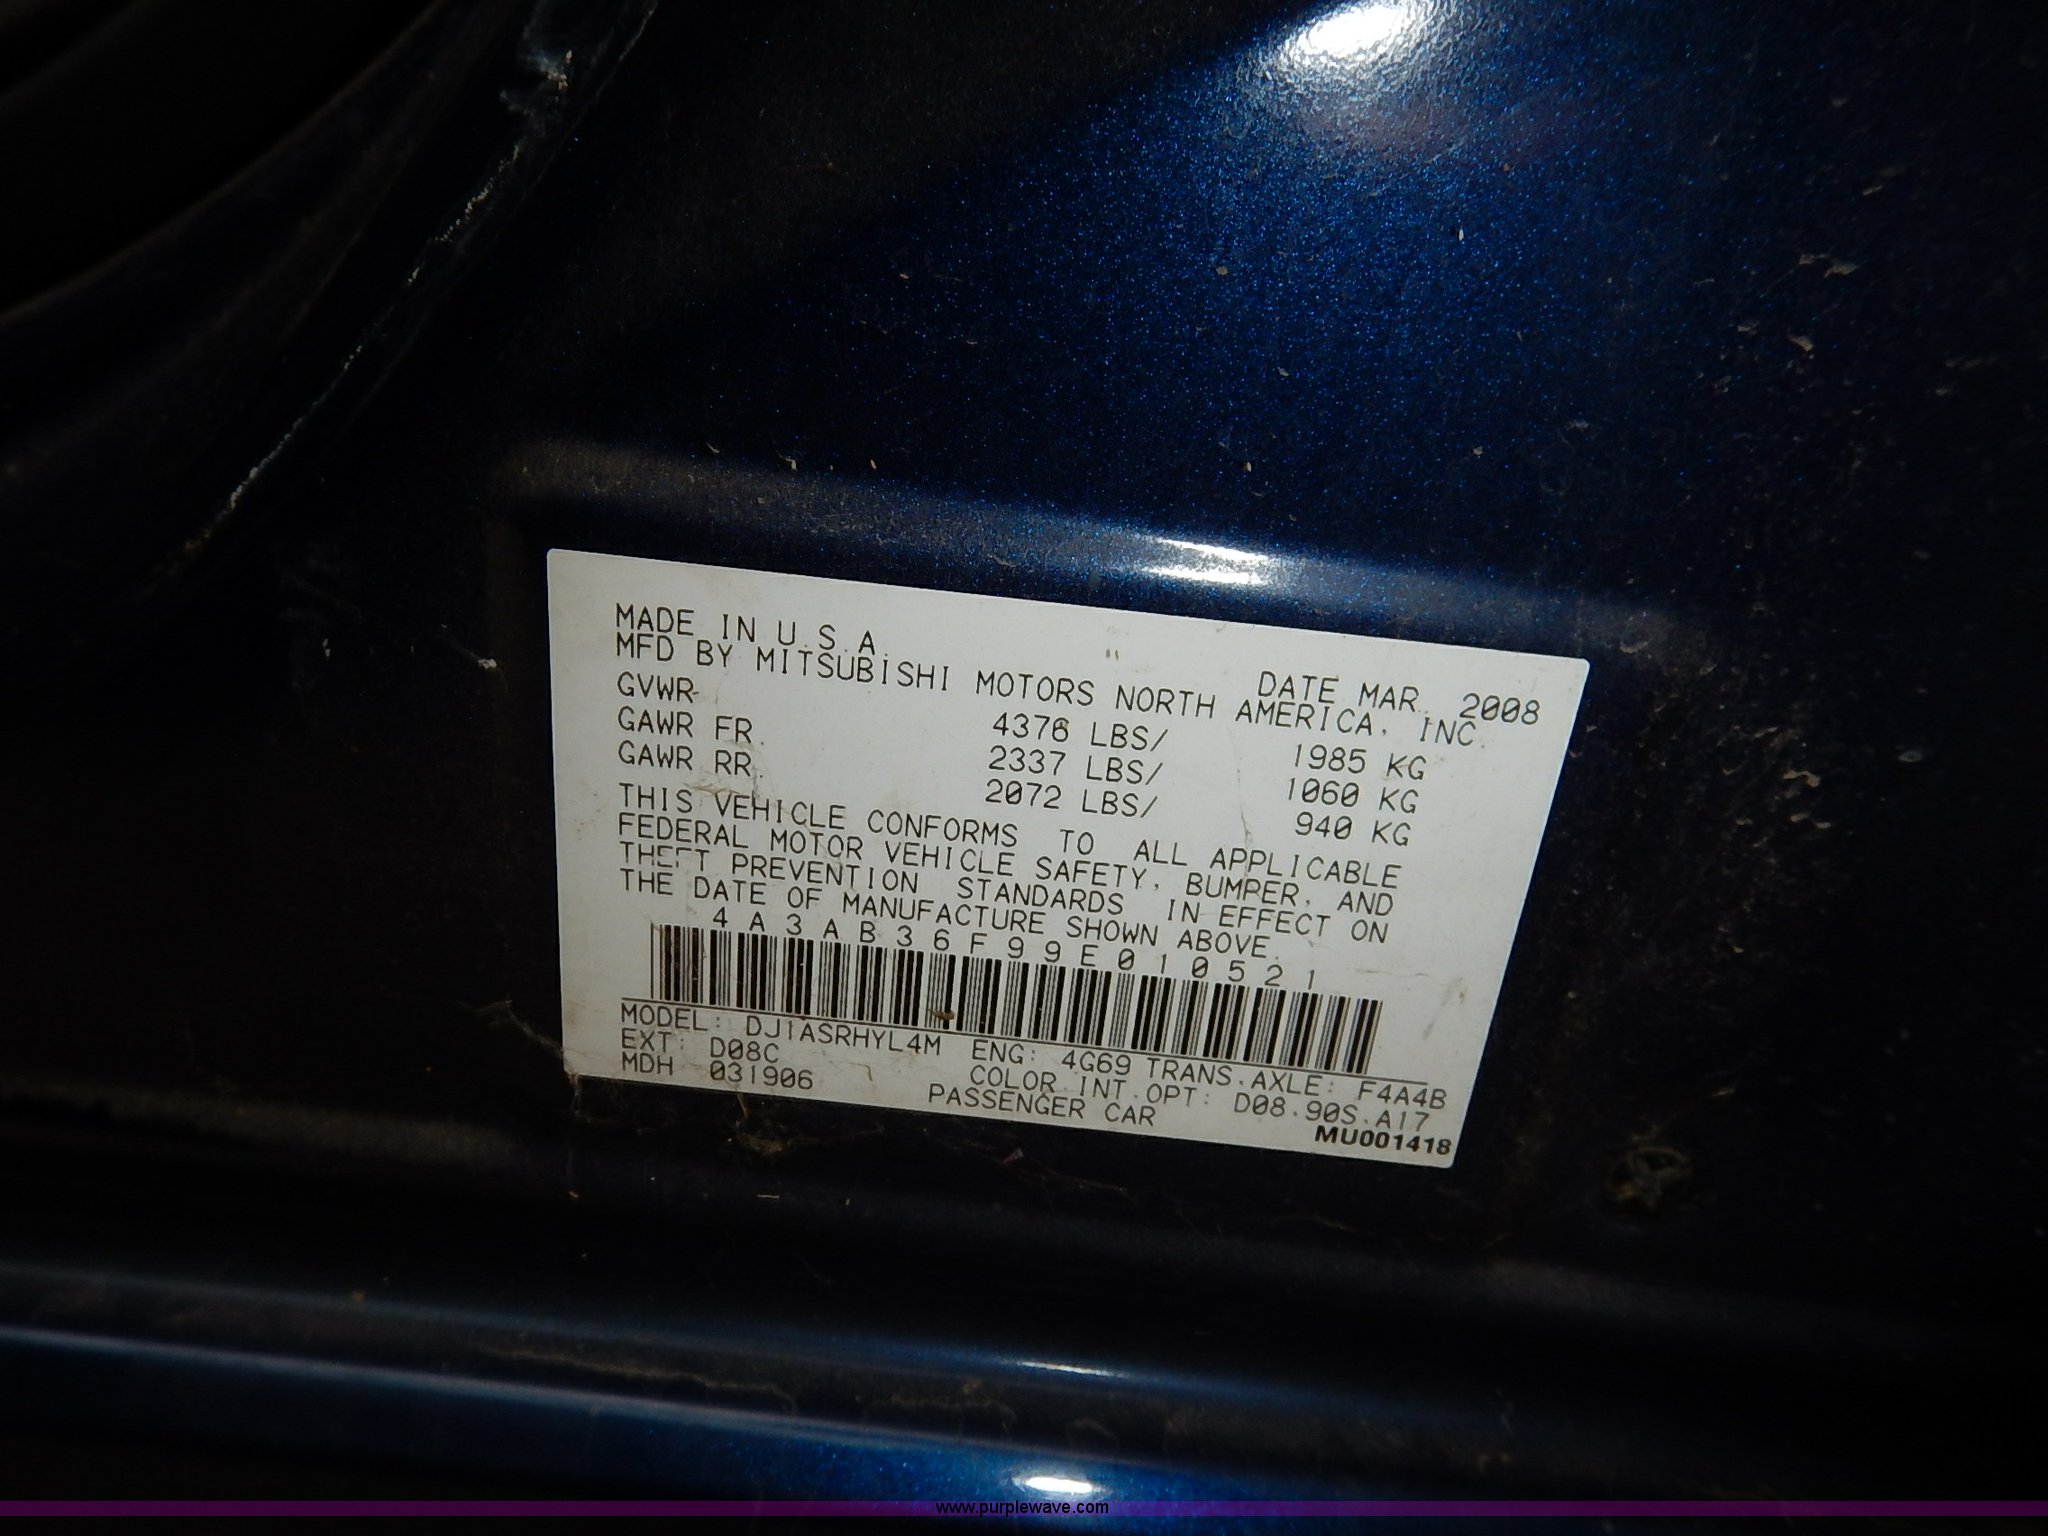 MADE IN U.S.A.
DATE MAR. 2008
MFD BY MITSUBISHI MOTORS NORTH AMERICA, INC.
GVWR 4376 LBS/ 1985 KG
GAWR FR. 2337 LBS/ 1060 KG
GAWR RR. 2072 LBS/ 940 KG
THIS VEHICLE CONFORMS TO ALL APPLICABLE
FEDERAL MOTOR VEHICLE SAFETY, BUMPER, AND
THEFT PREVENTION STANDARDS IN EFFECT ON
THE DATE OF MANUFACTURE SHOWN ABOVE.
4A3AB36F99E010521
MODEL: DJ1ASRHYL4M ENG: 4G69 TRANS.AXLE: F4A4B
EXT: D08C COLOR.INT.OPT: D08.90S.A17
MDH 031906 PASSENGER CAR
MU001418
www.purplewave.com